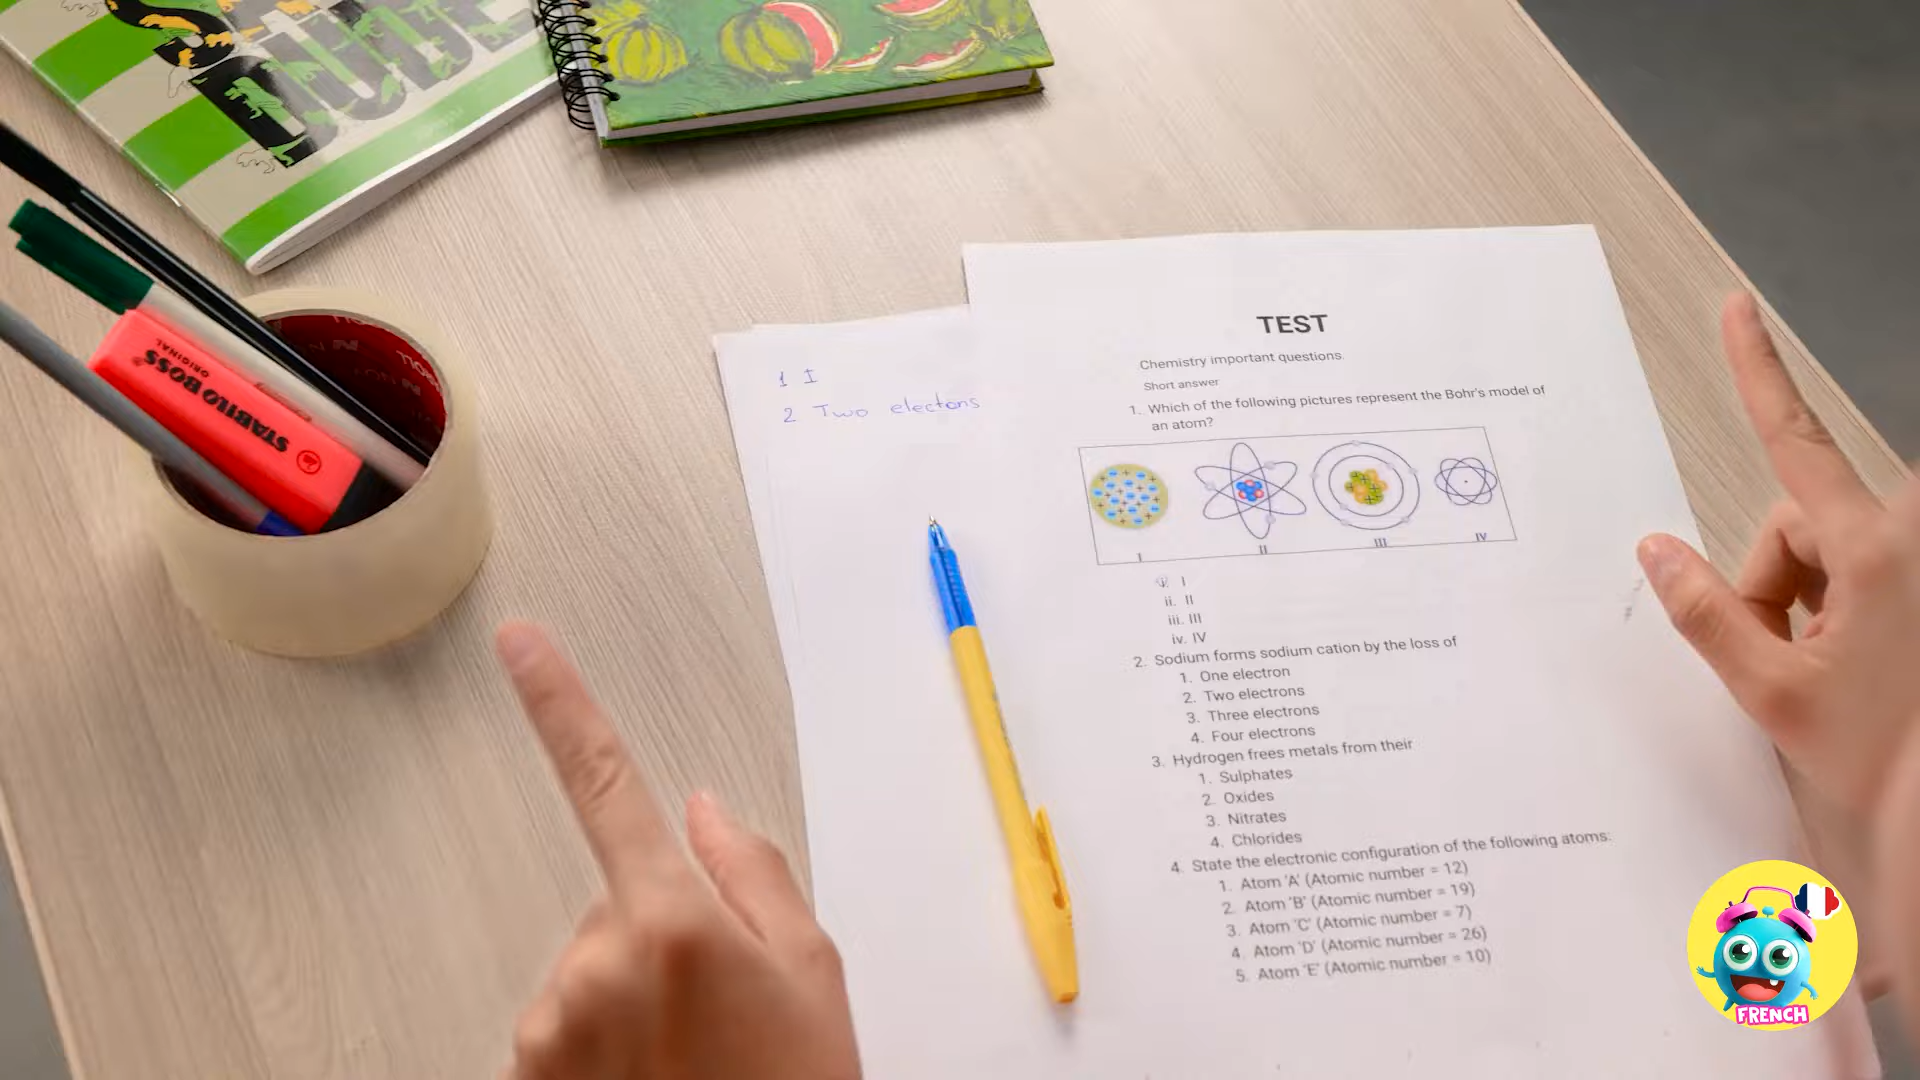 STABILO BOSS
ORIGINAL
1 I
2 Two electons
TEST
Chemistry important questions.
Short answer
1. Which of the following pictures represent the Bohr's model of
an atom?
I II III IV
i. I
ii. II
iii. III
iv. IV
2. Sodium forms sodium cation by the loss of
1. One electron
2. Two electrons
3. Three electrons
4. Four electrons
3. Hydrogen frees metals from their
1. Sulphates
2. Oxides
3. Nitrates
4. Chlorides
4. State the electronic configuration of the following atoms:
1. Atom 'A' (Atomic number = 12)
2. Atom 'B' (Atomic number = 19)
3. Atom 'C' (Atomic number = 7)
4. Atom 'D' (Atomic number = 26)
5. Atom 'E' (Atomic number = 10)
FRENCH